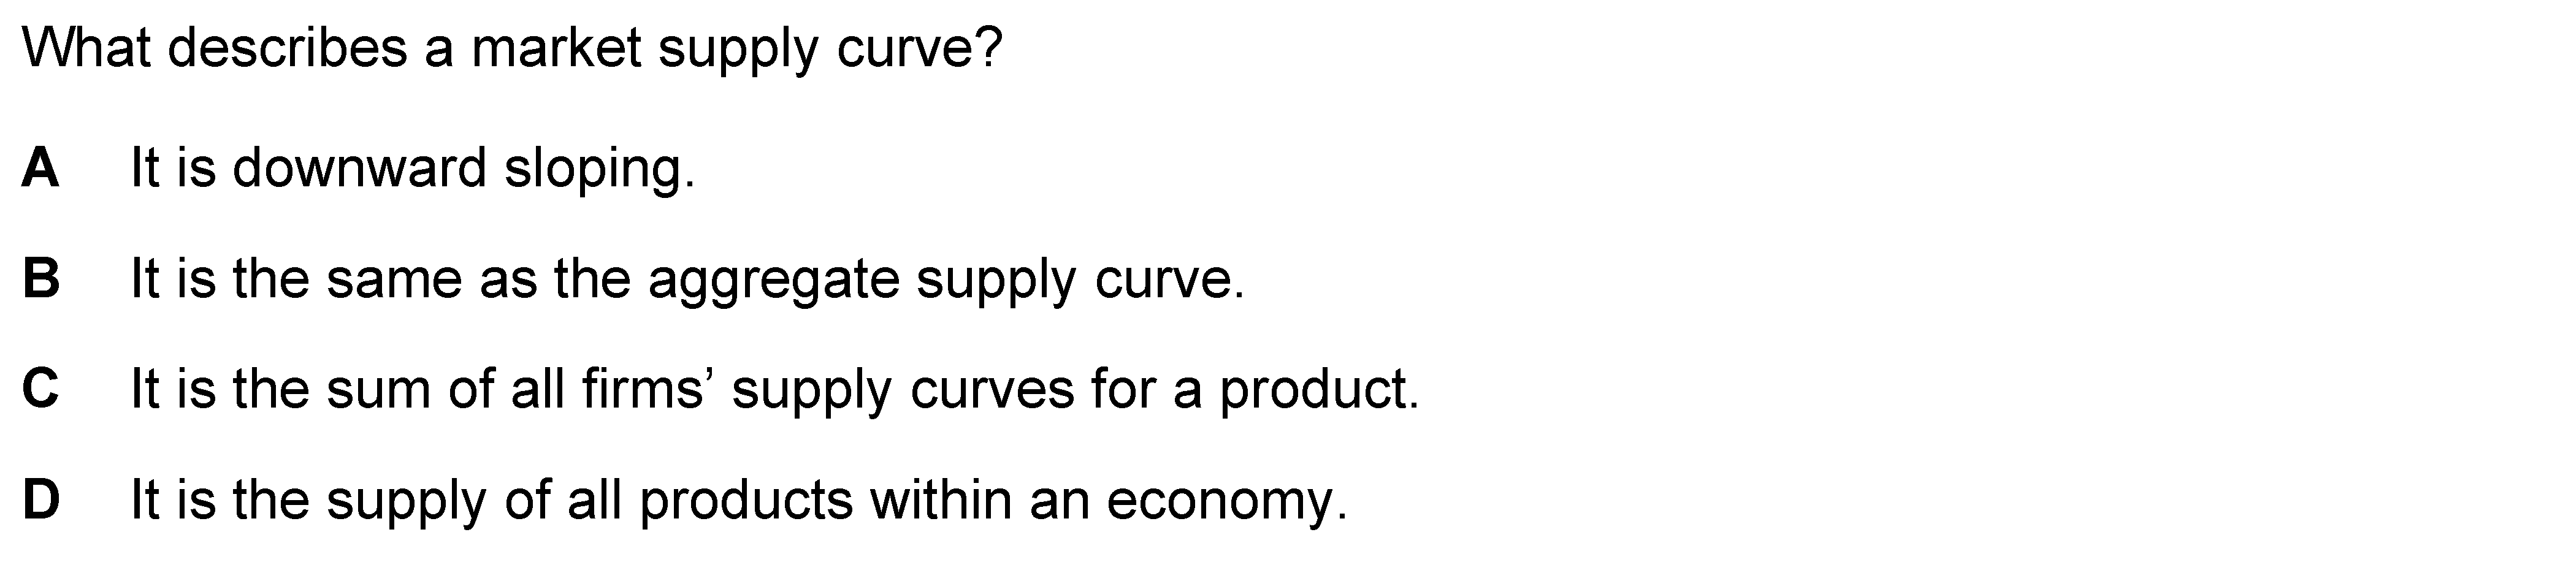 What describes a market supply curve?
A It is downward sloping.
B It is the same as the aggregate supply curve.
C It is the sum of all firms’ supply curves for a product.
D It is the supply of all products within an economy.